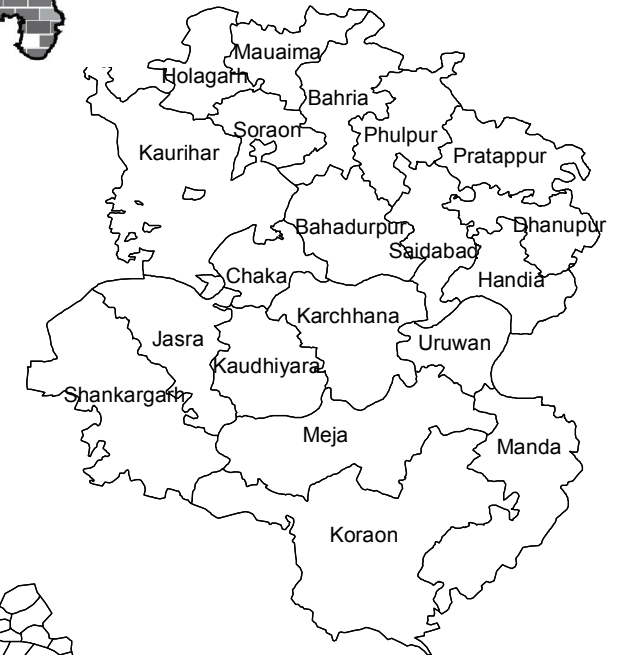 Mauaima
Holagarh
Bahria
Soraon
Phulpur
Kaurihar
Pratappur
Bahadurpur
Dhanupur
Saidabad
Chaka
Handia
Karchhana
Jasra
Uruwan
Kaudhiyara
Shankargarh
Meja
Manda
Koraon